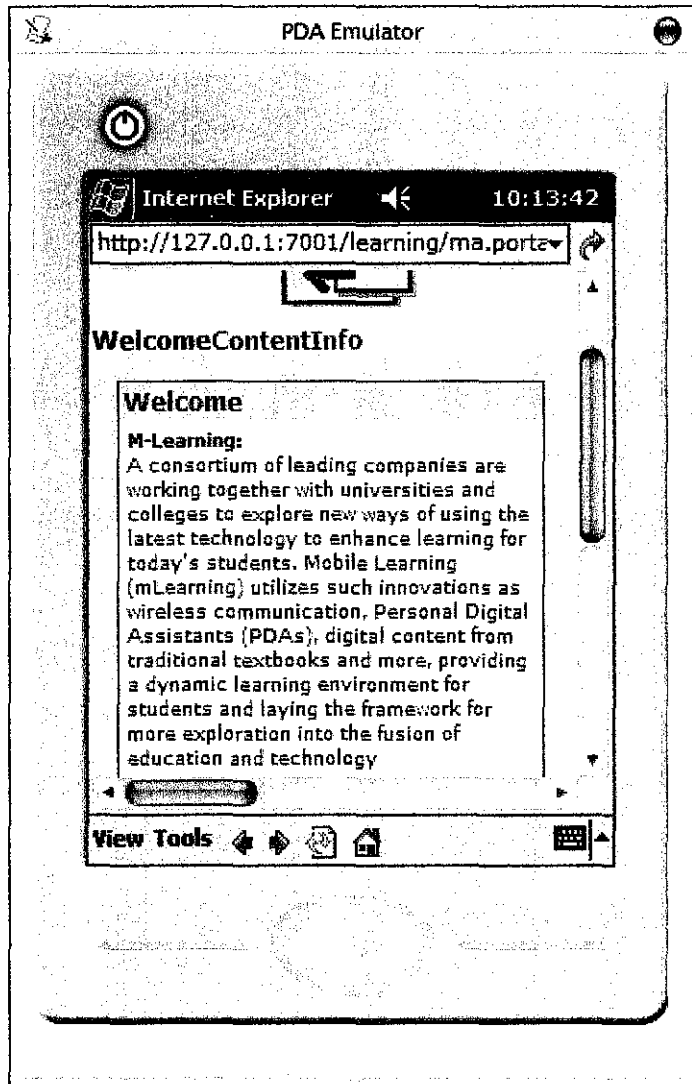 PDA Emulator
Internet Explorer 10:13:42
http://127.0.0.1:7001/learning/ma.porta
WelcomeContentInfo
Welcome
M-Learning:
A consortium of leading companies are
working together with universities and
colleges to explore new ways of using the
latest technology to enhance learning for
today's students. Mobile Learning
(mLearning) utilizes such innovations as
wireless communication, Personal Digital
Assistants (PDAs), digital content from
traditional textbooks and more, providing
a dynamic learning environment for
students and laying the framework for
more exploration into the fusion of
education and technology
View Tools